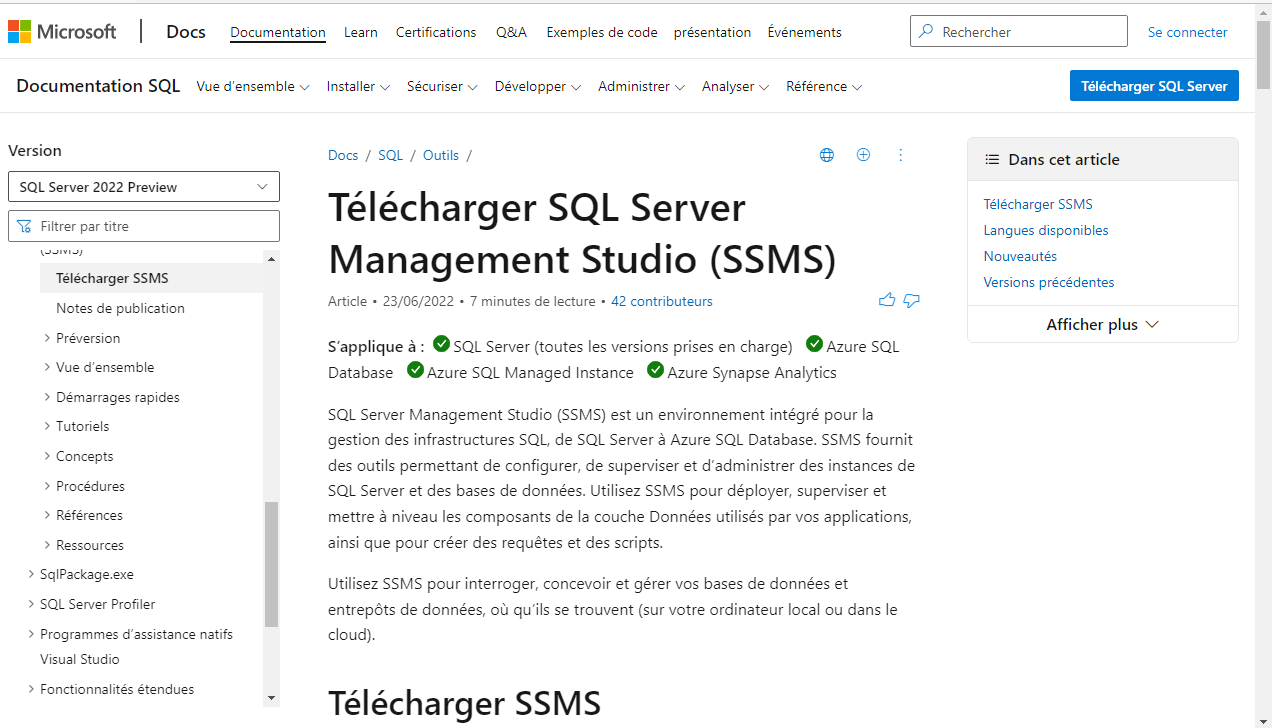 Microsoft
Docs
Documentation
Learn
Certifications
Q&A
Exemples de code
présentation
Événements
Rechercher
Se connecter
Documentation SQL
Vue d’ensemble
Installer
Sécuriser
Développer
Administrer
Analyser
Référence
Télécharger SQL Server
Version
SQL Server 2022 Preview
Filtrer par titre
(SSMS)
Télécharger SSMS
Notes de publication
Préversion
Vue d’ensemble
Démarrages rapides
Tutoriels
Concepts
Procédures
Références
Ressources
SqlPackage.exe
SQL Server Profiler
Programmes d’assistance natifs
Visual Studio
Fonctionnalités étendues
Docs / SQL / Outils /
Télécharger SQL Server
Management Studio (SSMS)
Article • 23/06/2022 • 7 minutes de lecture • 42 contributeurs
S’applique à : SQL Server (toutes les versions prises en charge) Azure SQL
Database Azure SQL Managed Instance Azure Synapse Analytics
SQL Server Management Studio (SSMS) est un environnement intégré pour la
gestion des infrastructures SQL, de SQL Server à Azure SQL Database. SSMS fournit
des outils permettant de configurer, de superviser et d’administrer des instances de
SQL Server et des bases de données. Utilisez SSMS pour déployer, superviser et
mettre à niveau les composants de la couche Données utilisés par vos applications,
ainsi que pour créer des requêtes et des scripts.
Utilisez SSMS pour interroger, concevoir et gérer vos bases de données et
entrepôts de données, où qu’ils se trouvent (sur votre ordinateur local ou dans le
cloud).
Télécharger SSMS
Dans cet article
Télécharger SSMS
Langues disponibles
Nouveautés
Versions précédentes
Afficher plus